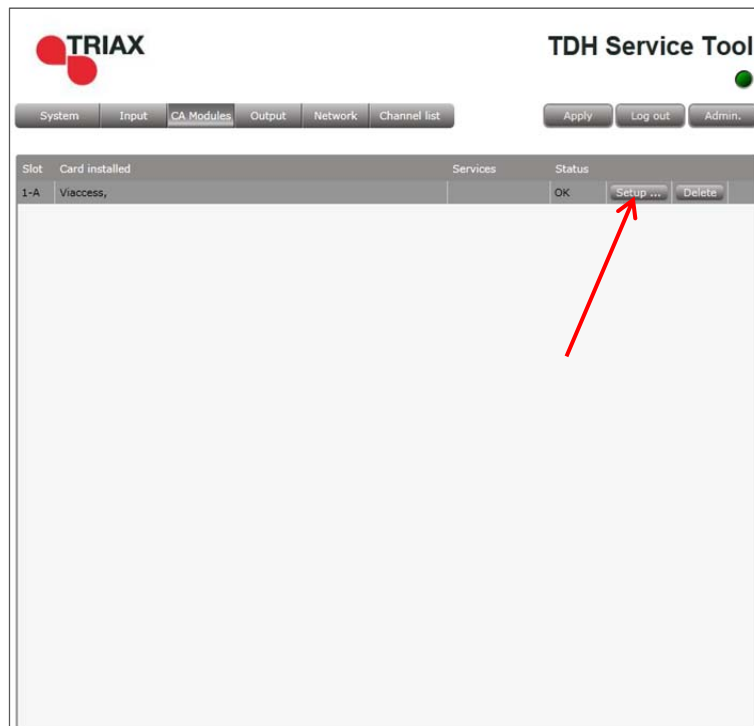 TRIAX
TDH Service Tool
System Input CA Modules Output Network Channel list Apply Log out Admin.
Slot Card installed Services Status
1-A Viaccess, OK Setup ... Delete